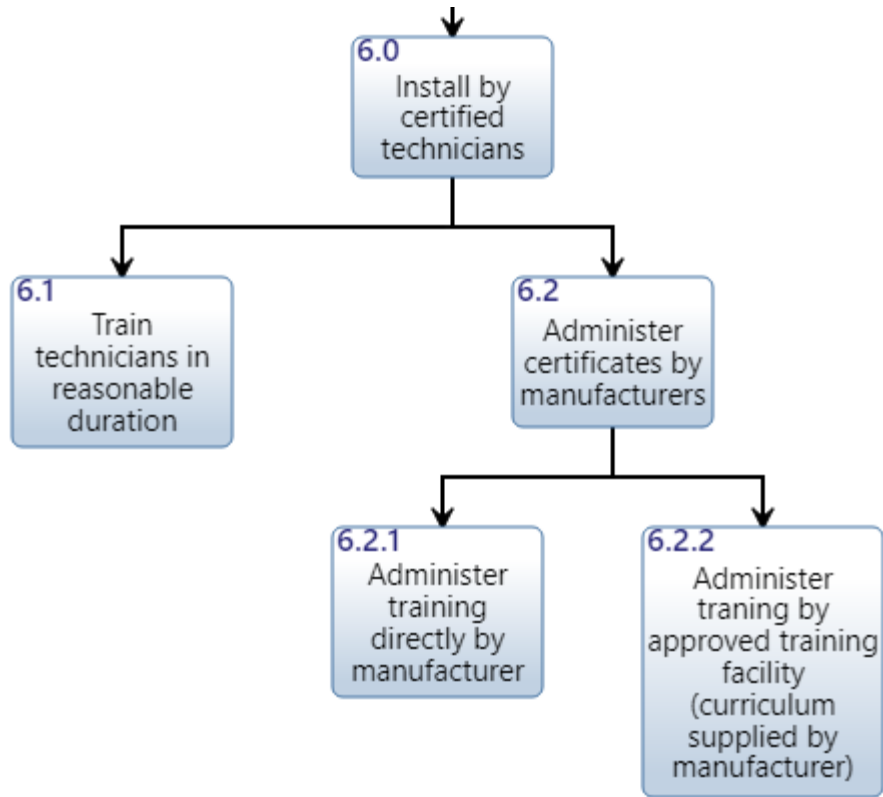 6.0
Install by
certified
technicians
6.1
Train
technicians in
reasonable
duration
6.2
Administer
certificates by
manufacturers
6.2.1
Administer
training
directly by
manufacturer
6.2.2
Administer
traning by
approved training
facility
(curriculum
supplied by
manufacturer)